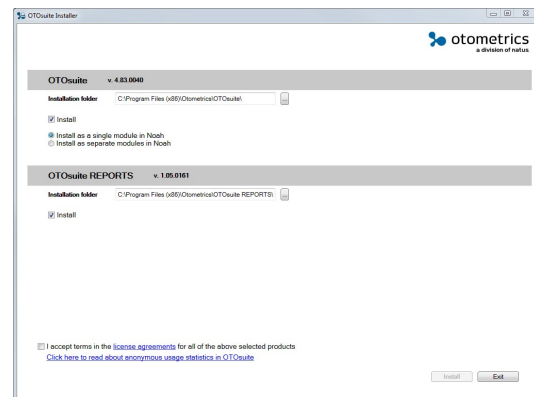 OTOsuite Installer
otometrics
a division of natus
OTOsuite v. 4.83.0040
Installation folder C:\Program Files (x86)\Otometrics\OTOsuite\ ...
Install
Install as a single module in Noah
Install as separate modules in Noah
OTOsuite REPORTS v. 1.05.0161
Installation folder C:\Program Files (x86)\Otometrics\OTOsuite REPORTS\ ...
Install
I accept terms in the license agreements for all of the above selected products
Click here to read about anonymous usage statistics in OTOsuite
Install Exit